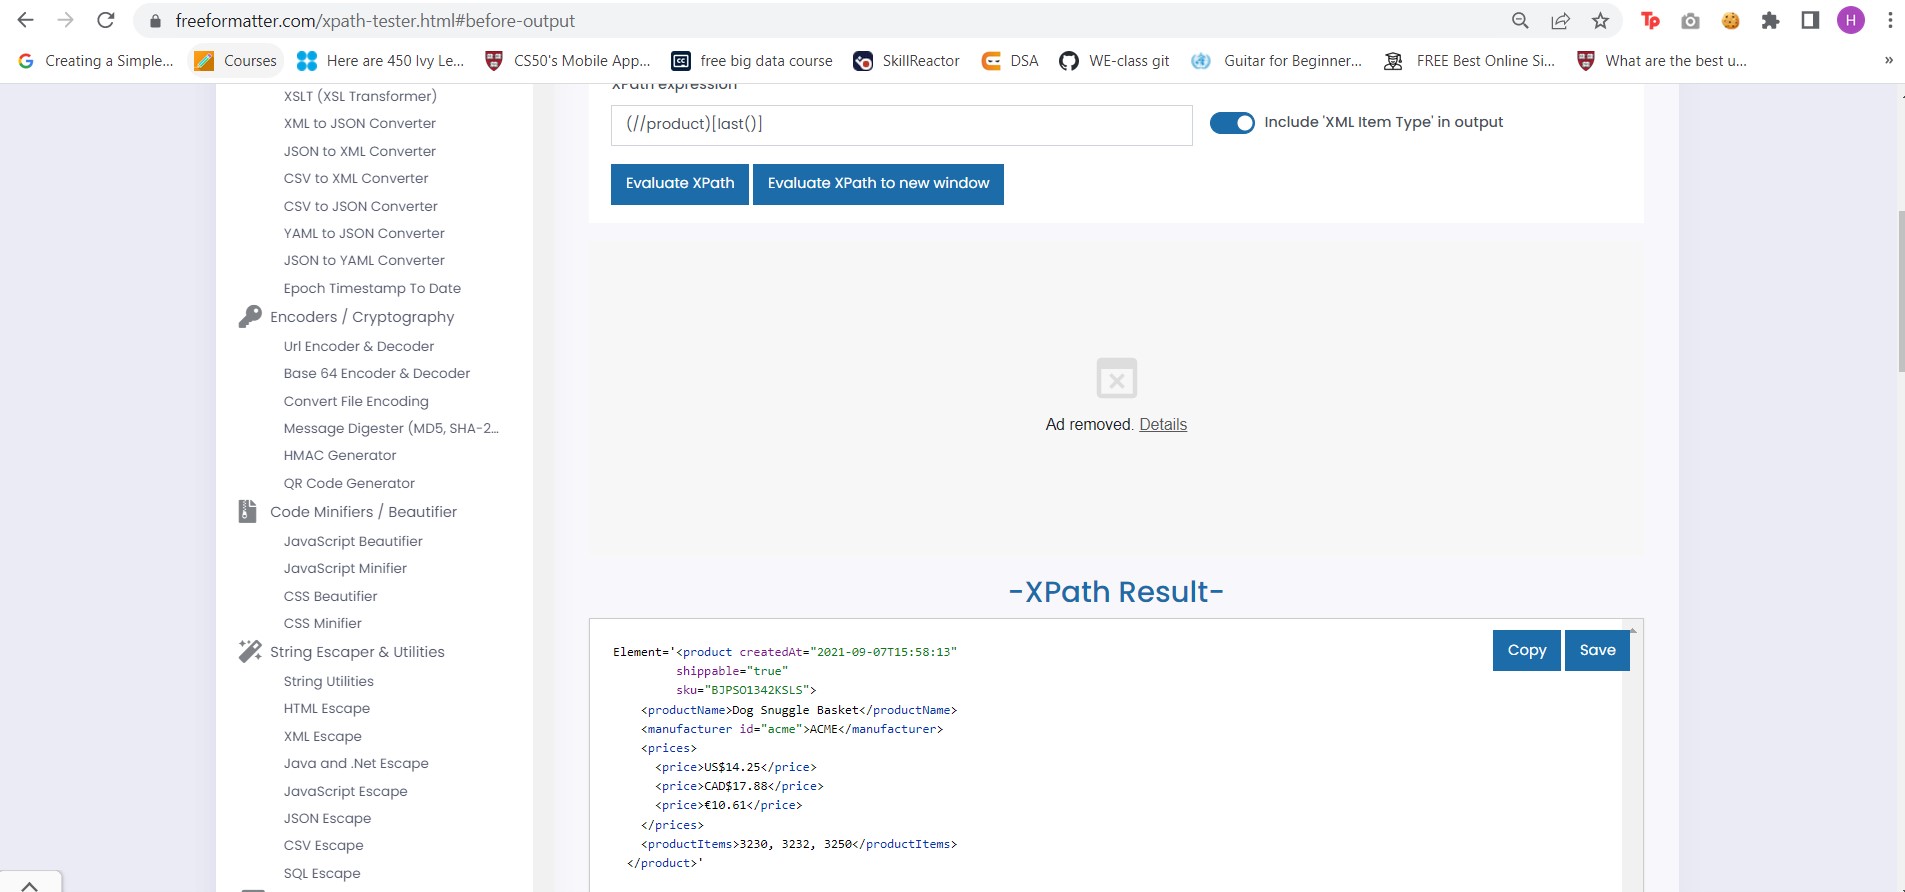 freeformatter.com/xpath-tester.html#before-output
H
Creating a Simple...
Courses
Here are 450 Ivy Le...
CS50's Mobile App...
free big data course
SkillReactor
DSA
WE-class git
Guitar for Beginner...
FREE Best Online Si...
What are the best u...
»
XSLT (XSL Transformer)
XML to JSON Converter
JSON to XML Converter
CSV to XML Converter
CSV to JSON Converter
YAML to JSON Converter
JSON to YAML Converter
Epoch Timestamp To Date
Encoders / Cryptography
Url Encoder & Decoder
Base 64 Encoder & Decoder
Convert File Encoding
Message Digester (MD5, SHA-2...
HMAC Generator
QR Code Generator
Code Minifiers / Beautifier
JavaScript Beautifier
JavaScript Minifier
CSS Beautifier
CSS Minifier
String Escaper & Utilities
String Utilities
HTML Escape
XML Escape
Java and .Net Escape
JavaScript Escape
JSON Escape
CSV Escape
SQL Escape
XPath expression
(//product)[last()]
Include 'XML Item Type' in output
Evaluate XPath
Evaluate XPath to new window
Ad removed. Details
-XPath Result-
Copy
Save
Element='<product createdAt="2021-09-07T15:58:13"
shippable="true"
sku="BJPSO1342KSLS">
<productName>Dog Snuggle Basket</productName>
<manufacturer id="acme">ACME</manufacturer>
<prices>
<price>US$14.25</price>
<price>CAD$17.88</price>
<price>€10.61</price>
</prices>
<productItems>3230, 3232, 3250</productItems>
</product>'